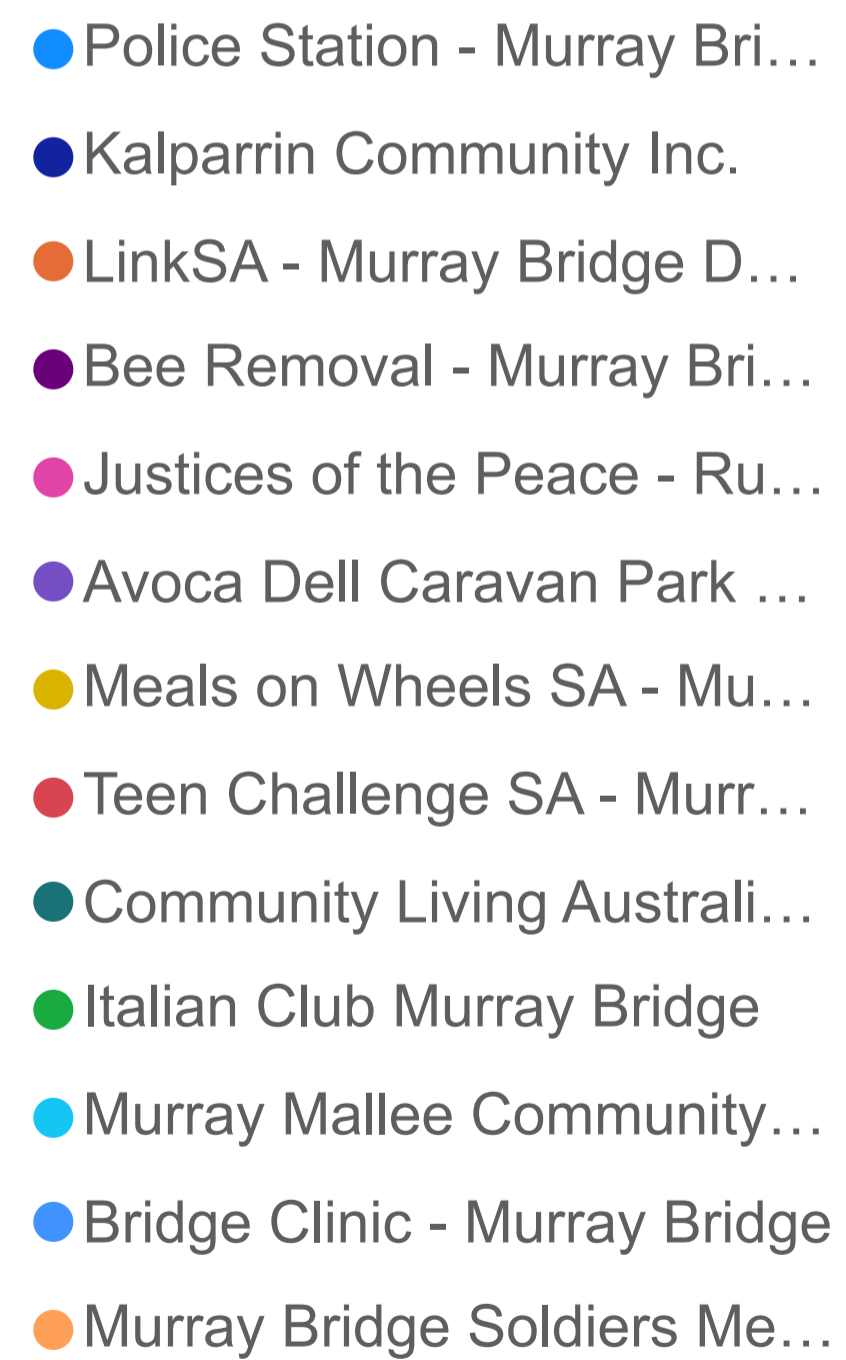 Police Station - Murray Bri…
Kalparrin Community Inc.
LinkSA - Murray Bridge D…
Bee Removal - Murray Bri…
Justices of the Peace - Ru…
Avoca Dell Caravan Park …
Meals on Wheels SA - Mu…
Teen Challenge SA - Murr…
Community Living Australi…
Italian Club Murray Bridge
Murray Mallee Community…
Bridge Clinic - Murray Bridge
Murray Bridge Soldiers Me…